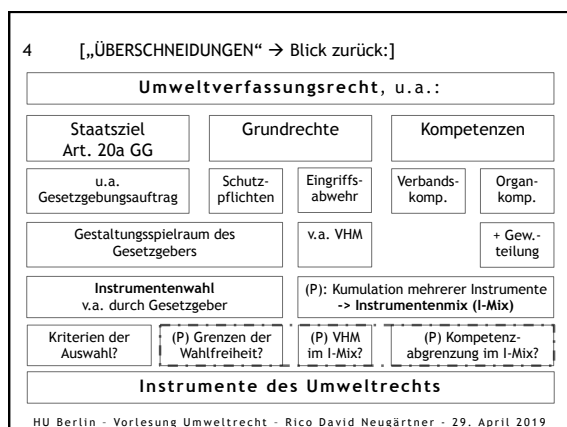 4 [„ÜBERSCHNEIDUNGEN“ → Blick zurück:]
Umweltverfassungsrecht, u.a.:
Staatsziel
Art. 20a GG
Grundrechte
Kompetenzen
u.a.
Gesetzgebungsauftrag
Schutz-
pflichten
Eingriffs-
abwehr
Verbands-
komp.
Organ-
komp.
Gestaltungsspielraum des
Gesetzgebers
v.a. VHM
+ Gew.-
teilung
Instrumentenwahl
v.a. durch Gesetzgeber
(P): Kumulation mehrerer Instrumente
-> Instrumentenmix (I-Mix)
Kriterien der
Auswahl?
(P) Grenzen der
Wahlfreiheit?
(P) VHM
im I-Mix?
(P) Kompetenz-
abgrenzung im I-Mix?
Instrumente des Umweltrechts
HU Berlin - Vorlesung Umweltrecht - Rico David Neugärtner - 29. April 2019